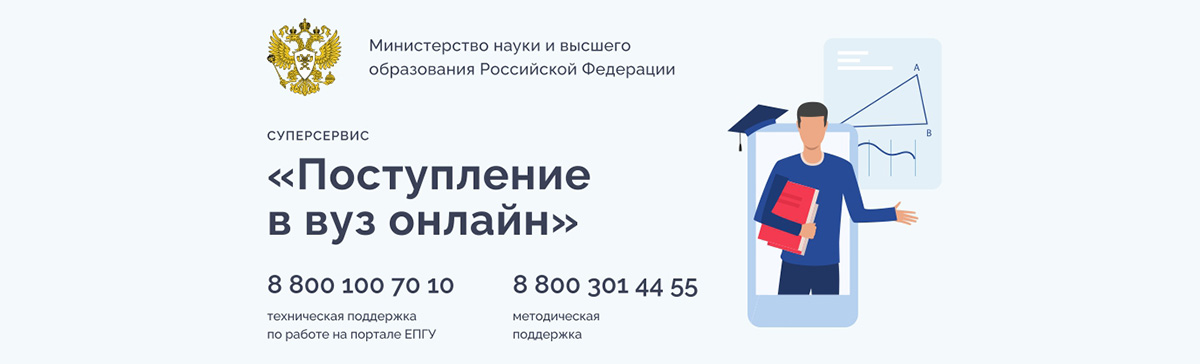 Министерство науки и высшего
образования Российской Федерации
СУПЕРСЕРВИС
«Поступление
в вуз онлайн»
8 800 100 70 10
техническая поддержка
по работе на портале ЕПГУ
8 800 301 44 55
методическая
поддержка
A
B